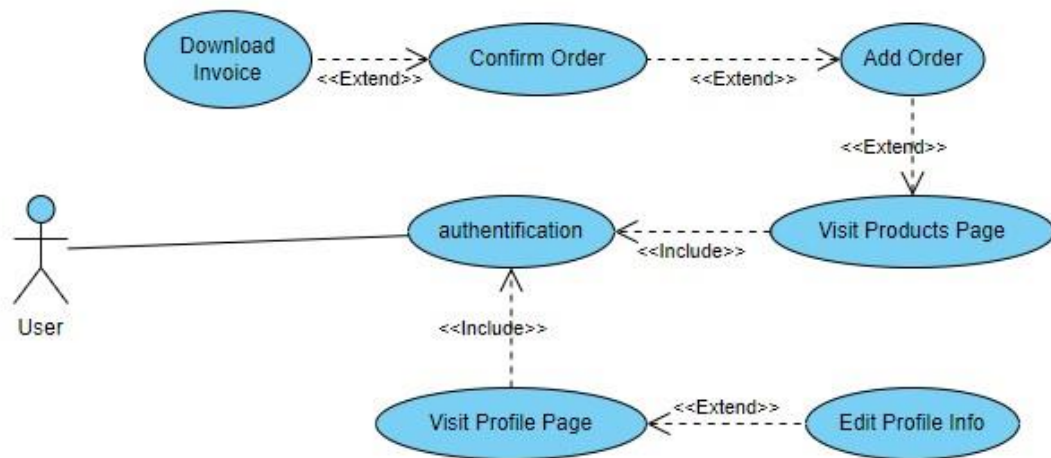 Download
Invoice
<<Extend>>
Confirm Order
<<Extend>>
Add Order
<<Extend>>
User
authentification
<<Include>>
Visit Products Page
<<Include>>
Visit Profile Page
<<Extend>>
Edit Profile Info